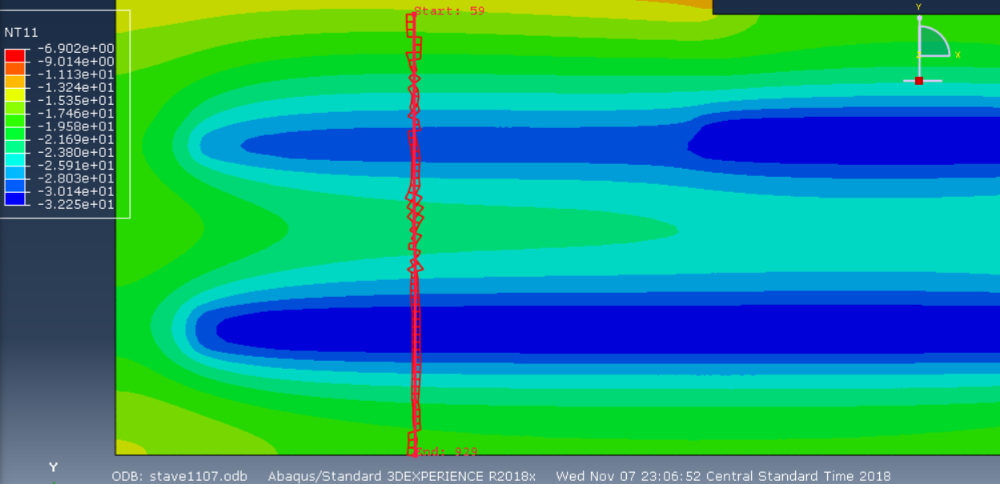 Start: 59
Y
NT11
-6.902e+00
-9.014e+00
-1.113e+01
-1.324e+01
-1.535e+01
-1.746e+01
-1.958e+01
-2.169e+01
-2.380e+01
-2.591e+01
-2.803e+01
-3.014e+01
-3.225e+01
Z
X
End: 929
Y
ODB: stave1107.odb    Abaqus/Standard 3DEXPERIENCE R2018x    Wed Nov 07 23:06:52 Central Standard Time 2018